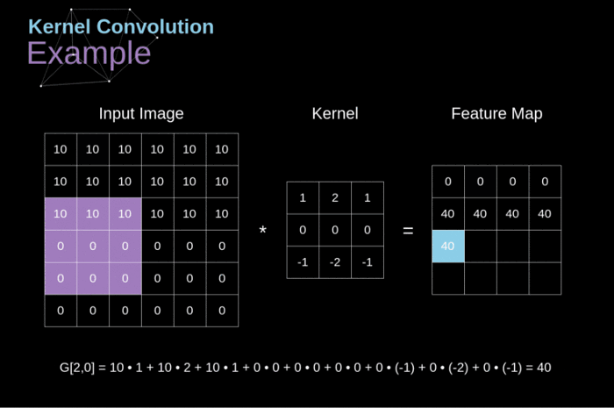 Kernel Convolution
Example
Input Image Kernel Feature Map
10 10 10 10 10 10
10 10 10 10 10 10
10 10 10 10 10 10
0 0 0 0 0 0
0 0 0 0 0 0
0 0 0 0 0 0
*
1 2 1
0 0 0
-1 -2 -1
=
0 0 0 0
40 40 40 40
40
G[2,0] = 10 • 1 + 10 • 2 + 10 • 1 + 0 • 0 + 0 • 0 + 0 • 0 + 0 • (-1) + 0 • (-2) + 0 • (-1) = 40